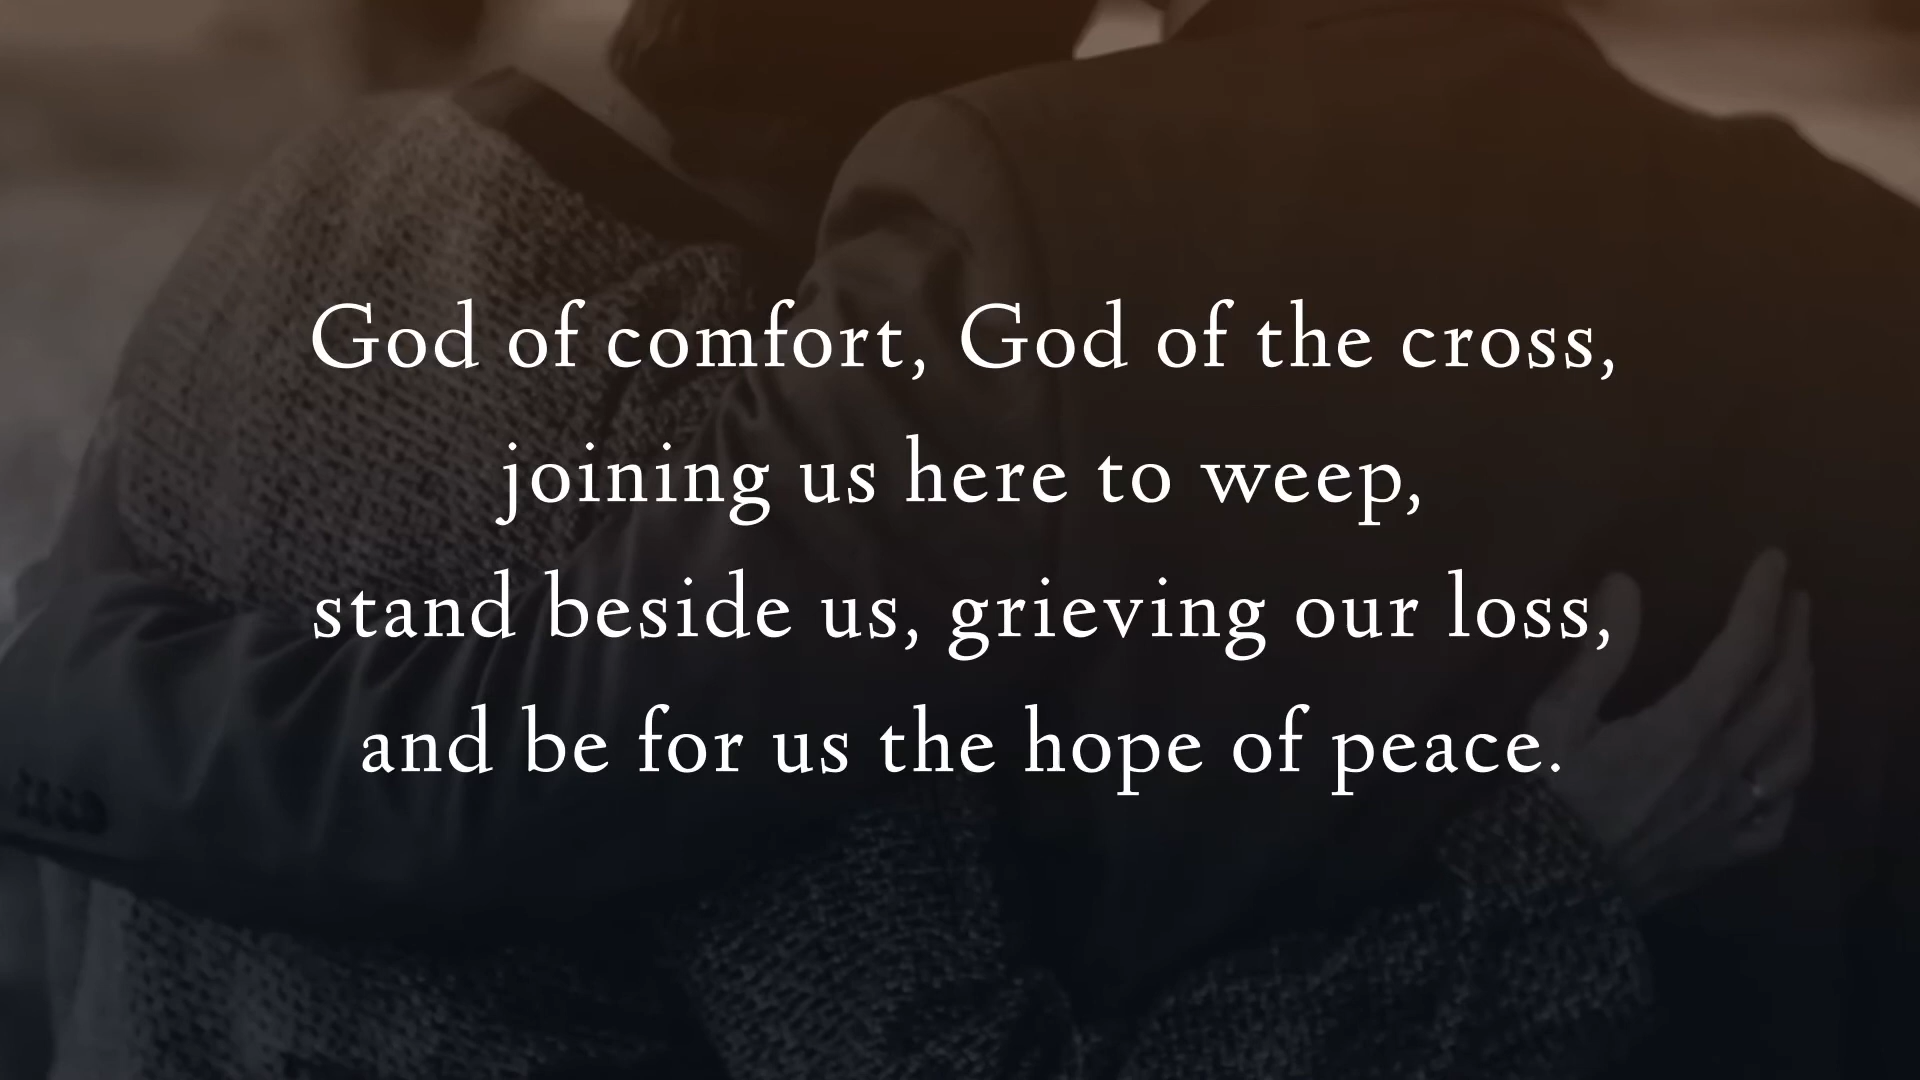 God of comfort, God of the cross,
joining us here to weep,
stand beside us, grieving our loss,
and be for us the hope of peace.